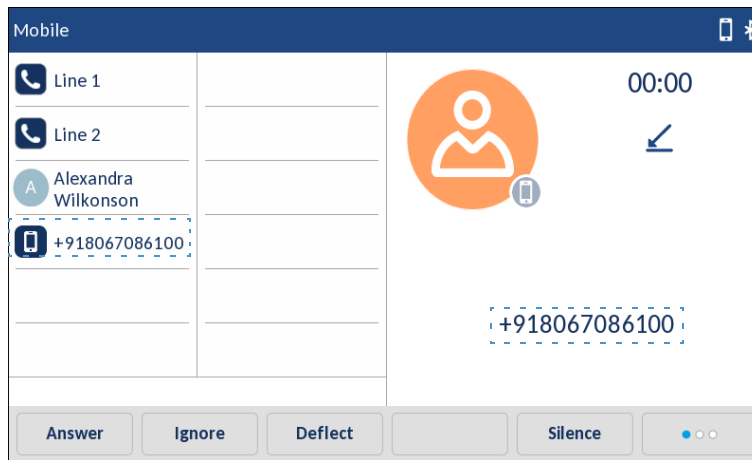 Mobile
Line 1
Line 2
A
Alexandra
Wilkonson
+918067086100
00:00
+918067086100
Answer
Ignore
Deflect
Silence